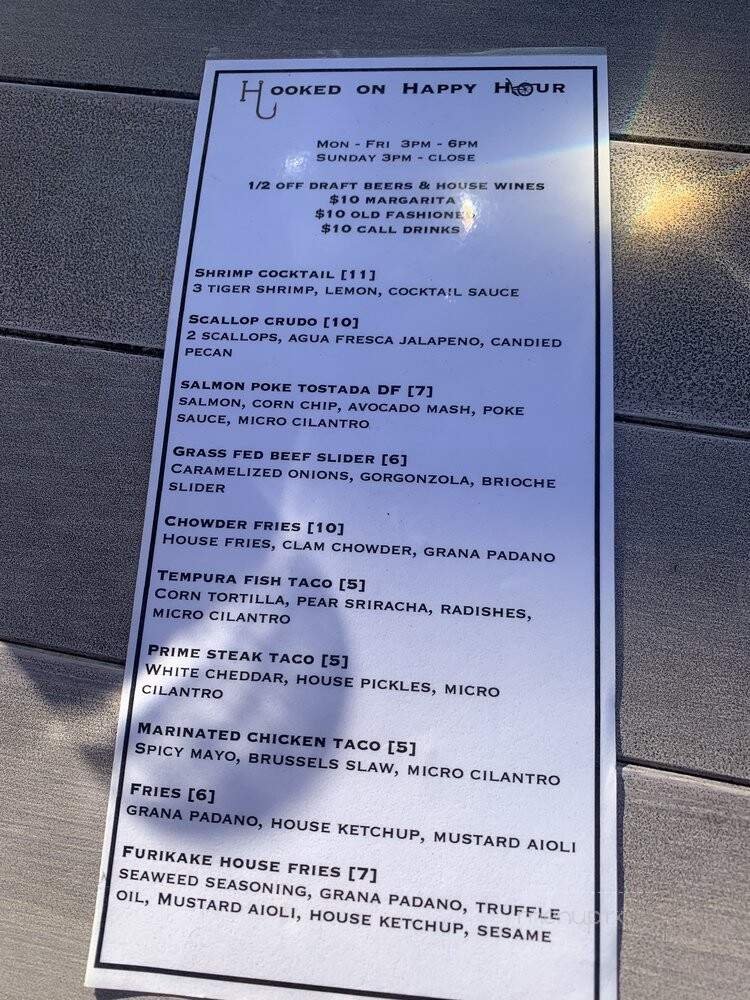 Hooked on Happy Hour
Mon - Fri 3pm - 6pm
Sunday 3pm - close
1/2 off draft beers & house wines
$10 margarita
$10 old fashioned
$10 call drinks
Shrimp cocktail [11]
3 tiger shrimp, lemon, cocktail sauce
Scallop crudo [10]
2 scallops, agua fresca jalapeno, candied
pecan
salmon poke tostada DF [7]
salmon, corn chip, avocado mash, poke
sauce, micro cilantro
Grass fed beef slider [6]
Caramelized onions, gorgonzola, brioche
slider
Chowder fries [10]
House fries, clam chowder, grana padano
Tempura fish taco [5]
Corn tortilla, pear sriracha, radishes,
micro cilantro
Prime steak taco [5]
White cheddar, house pickles, micro
cilantro
Marinated chicken taco [5]
Spicy mayo, brussels slaw, micro cilantro
Fries [6]
grana padano, house ketchup, mustard aioli
Furikake house fries [7]
seaweed seasoning, grana padano, truffle
oil, Mustard aioli, house ketchup, sesame